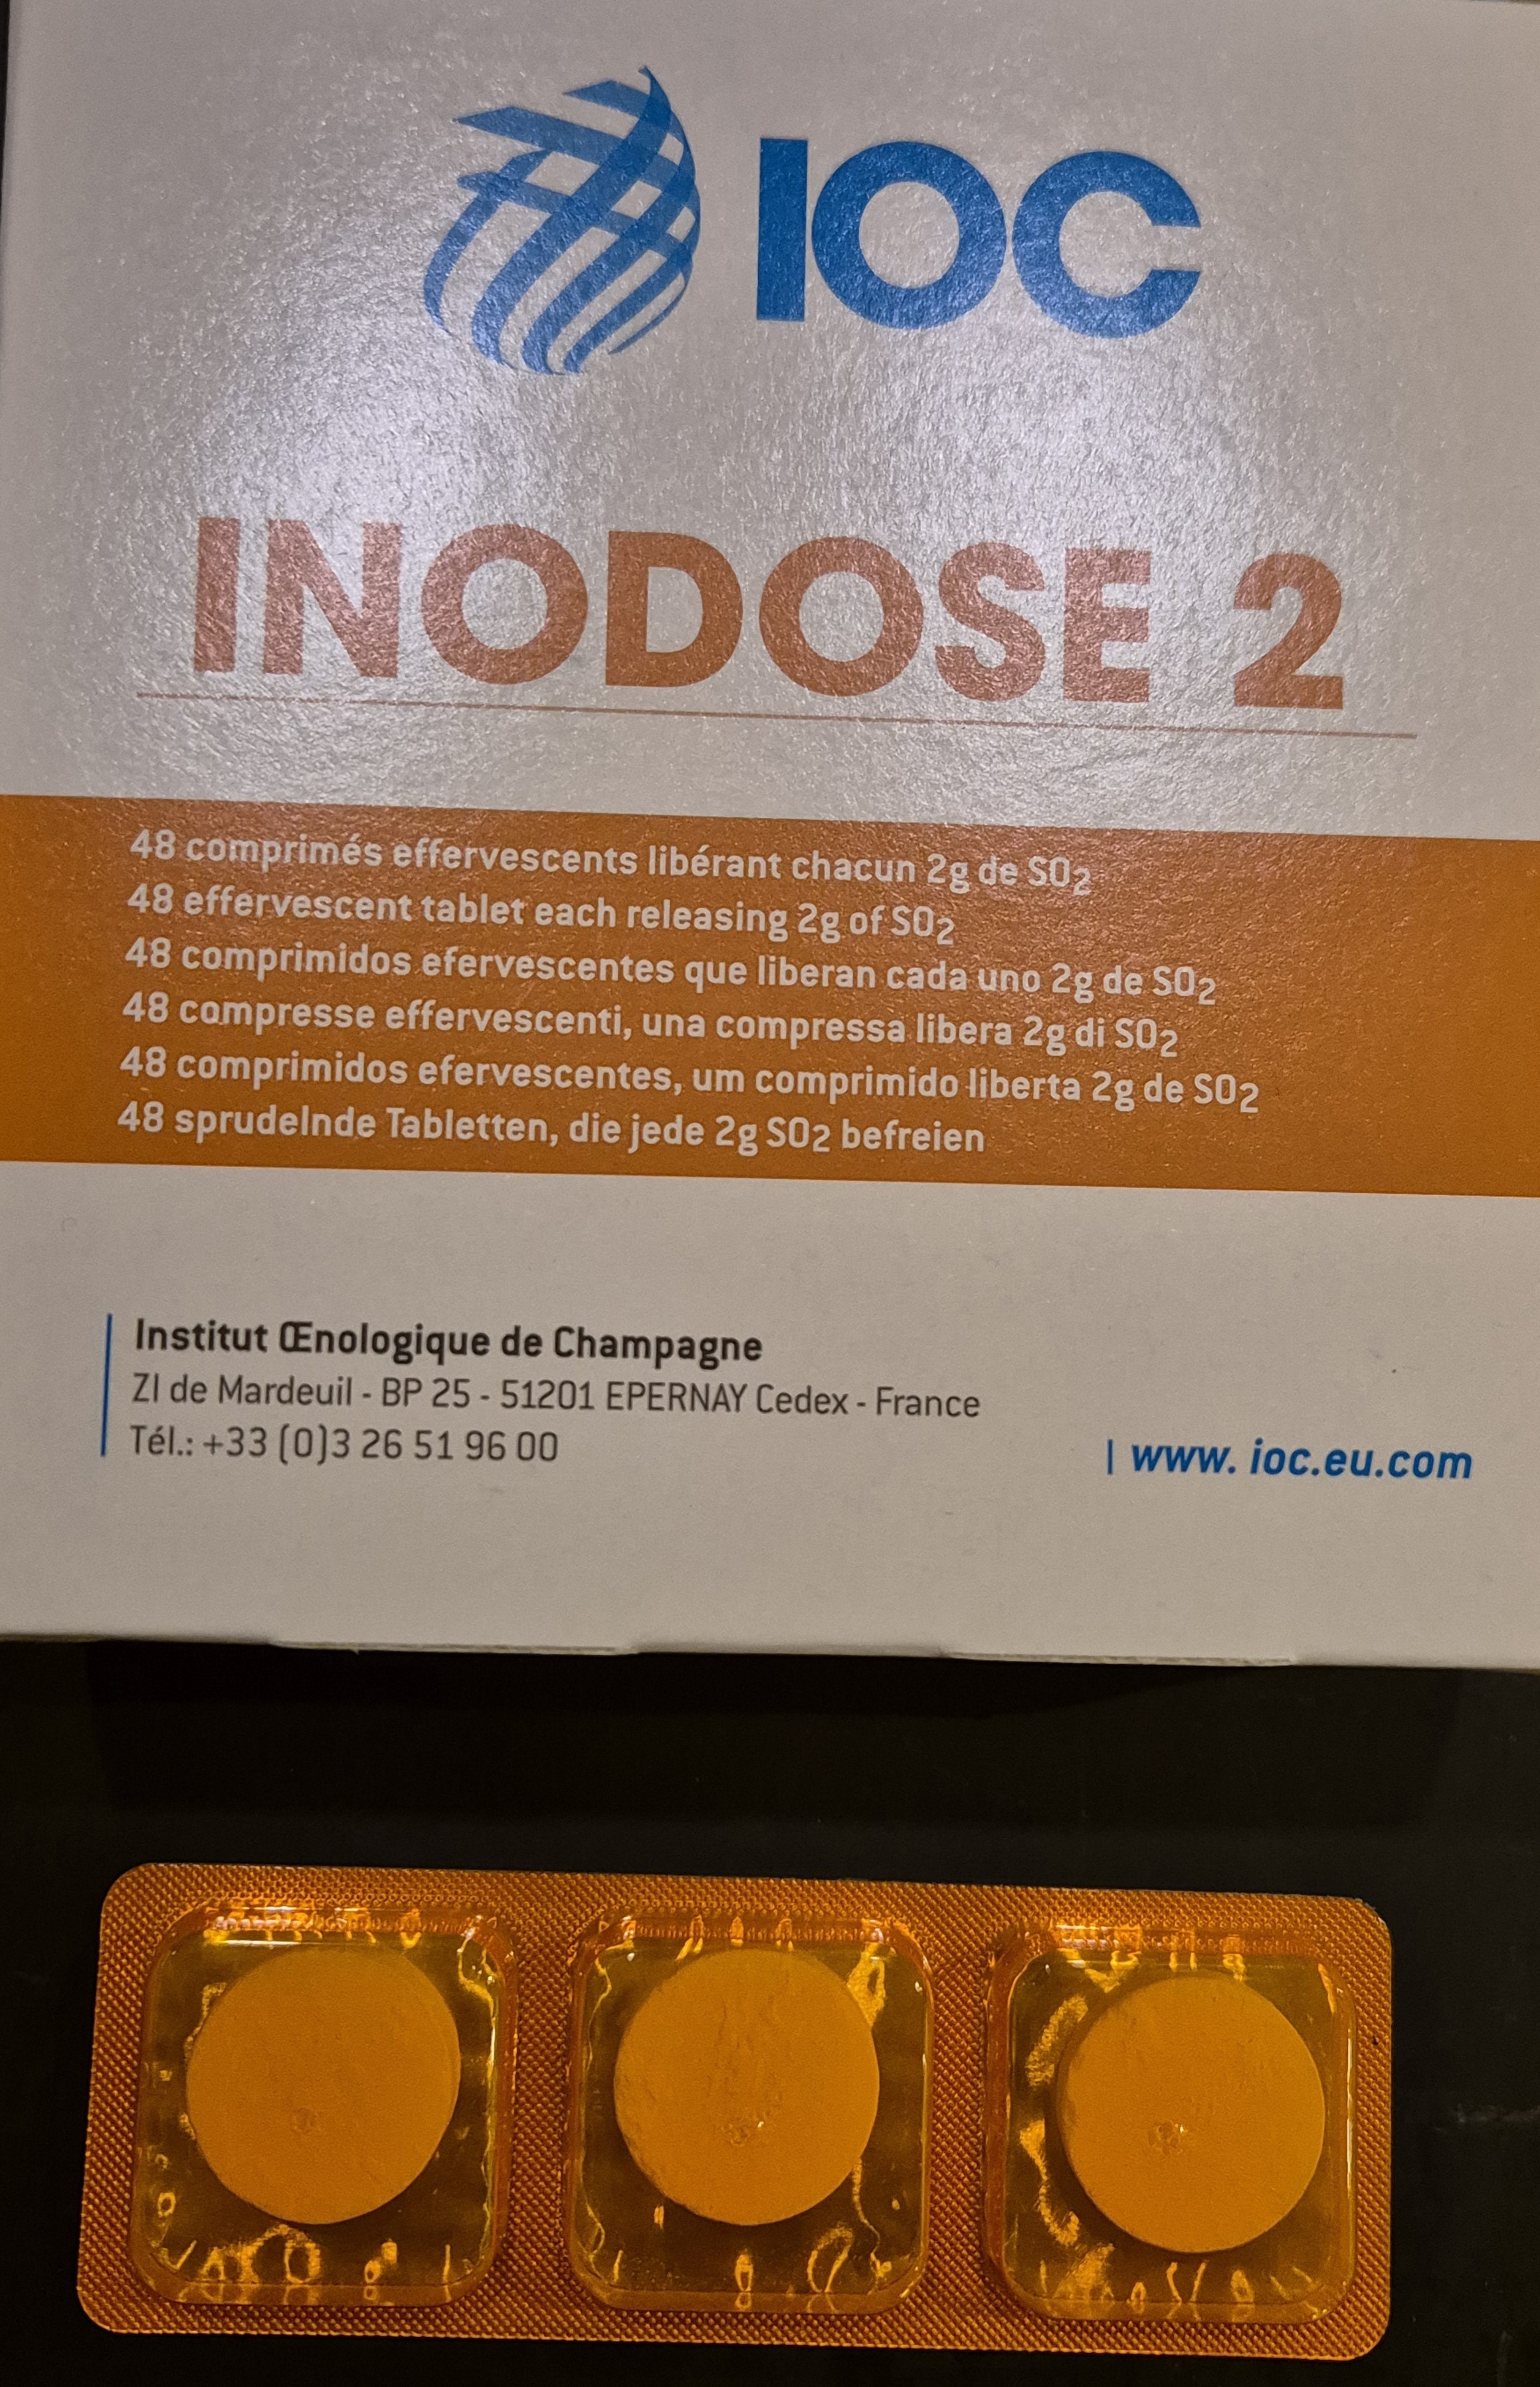 IOC
INODOSE 2
48 comprimés effervescents libérant chacun 2g de SO₂
48 effervescent tablet each releasing 2g of SO₂
48 comprimidos efervescentes que liberan cada uno 2g de SO₂
48 compresse effervescenti, una compressa libera 2g di SO₂
48 comprimidos efervescentes, um comprimido liberta 2g de SO₂
48 sprudelnde Tabletten, die jede 2g SO₂ befreien
Institut Œnologique de Champagne
ZI de Mardeuil - BP 25 - 51201 EPERNAY Cedex - France
Tél.: +33 (0)3 26 51 96 00
| www. ioc.eu.com